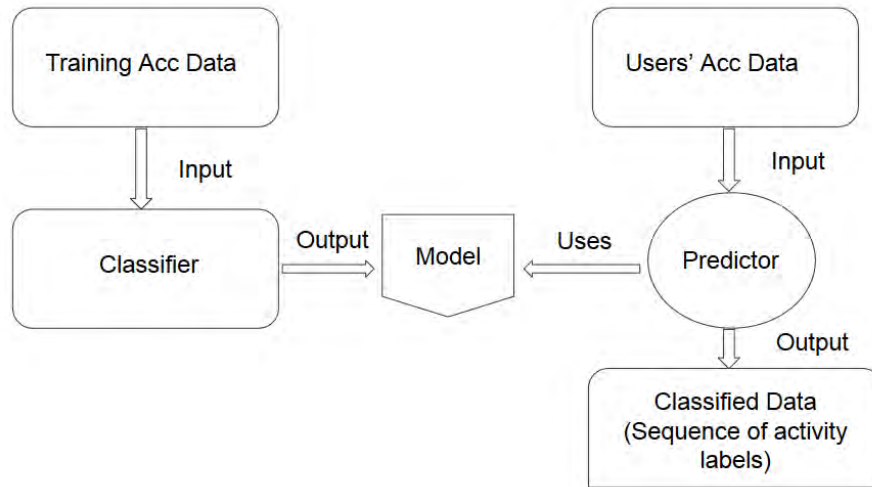 Training Acc Data
Users’ Acc Data
Input
Input
Classifier
Output
Model
Uses
Predictor
Output
Classified Data
(Sequence of activity
labels)